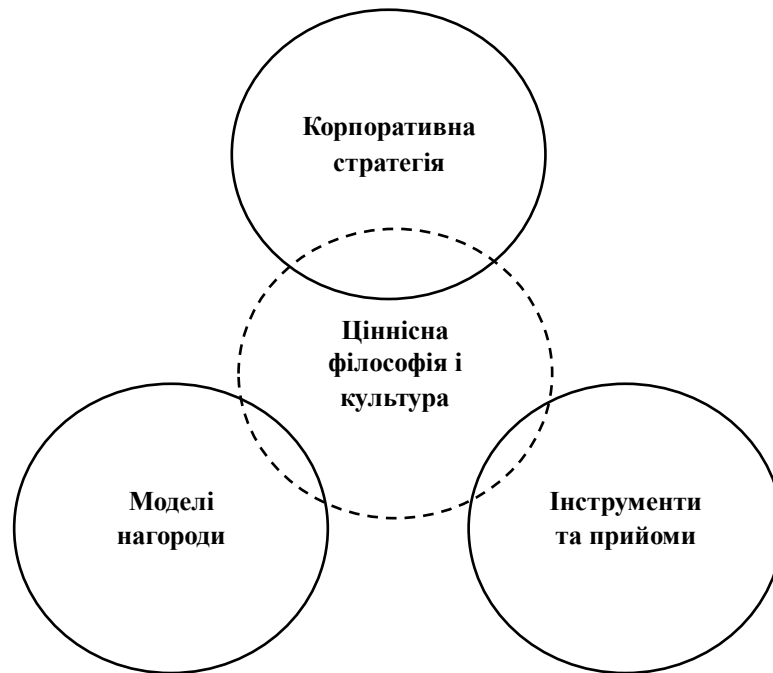 Корпоративна
стратегія
Ціннісна
філософія і
культура
Моделі
нагороди
Інструменти
та прийоми